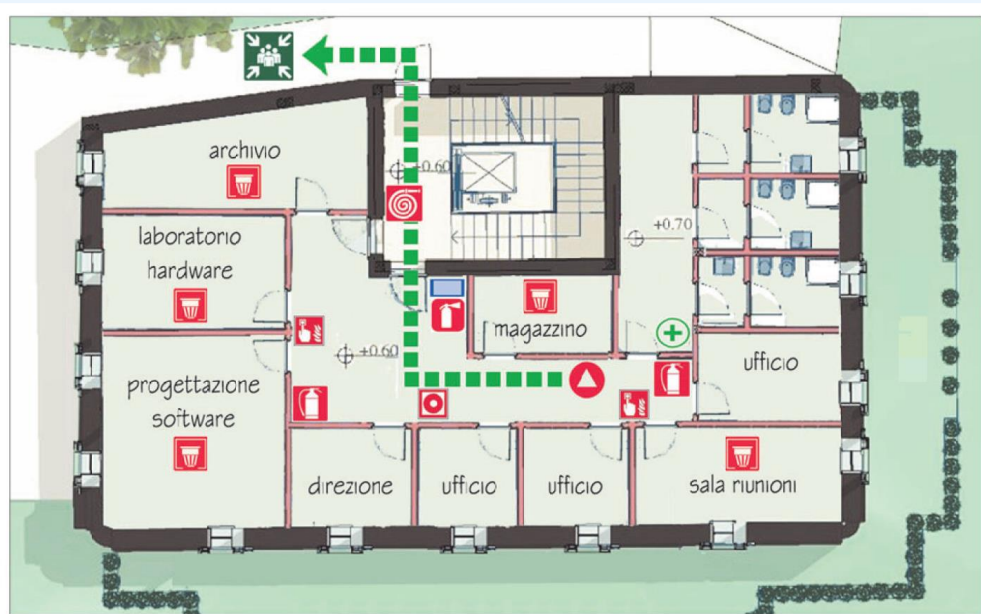 archivio
+0.60
laboratorio
hardware
+0.70
magazzino
+0.60
ufficio
progettazione
software
direzione
ufficio
ufficio
sala riunioni